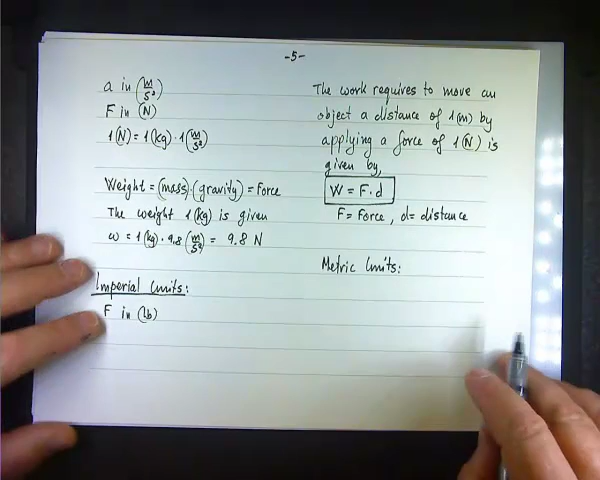 -5-
a in (m/s²)
F in (N)
1(N) = 1(kg) · 1(m/s²)
Weight = (mass) · (gravity) = Force
The weight 1(kg) is given
w = 1(kg) · 9.8 (m/s²) = 9.8 N
Imperial Units:
F in (lb)
The work requires to move an
object a distance of 1(m) by
applying a force of 1(N) is
given by,
W = F · d
F = Force, d = distance
Metric Units: